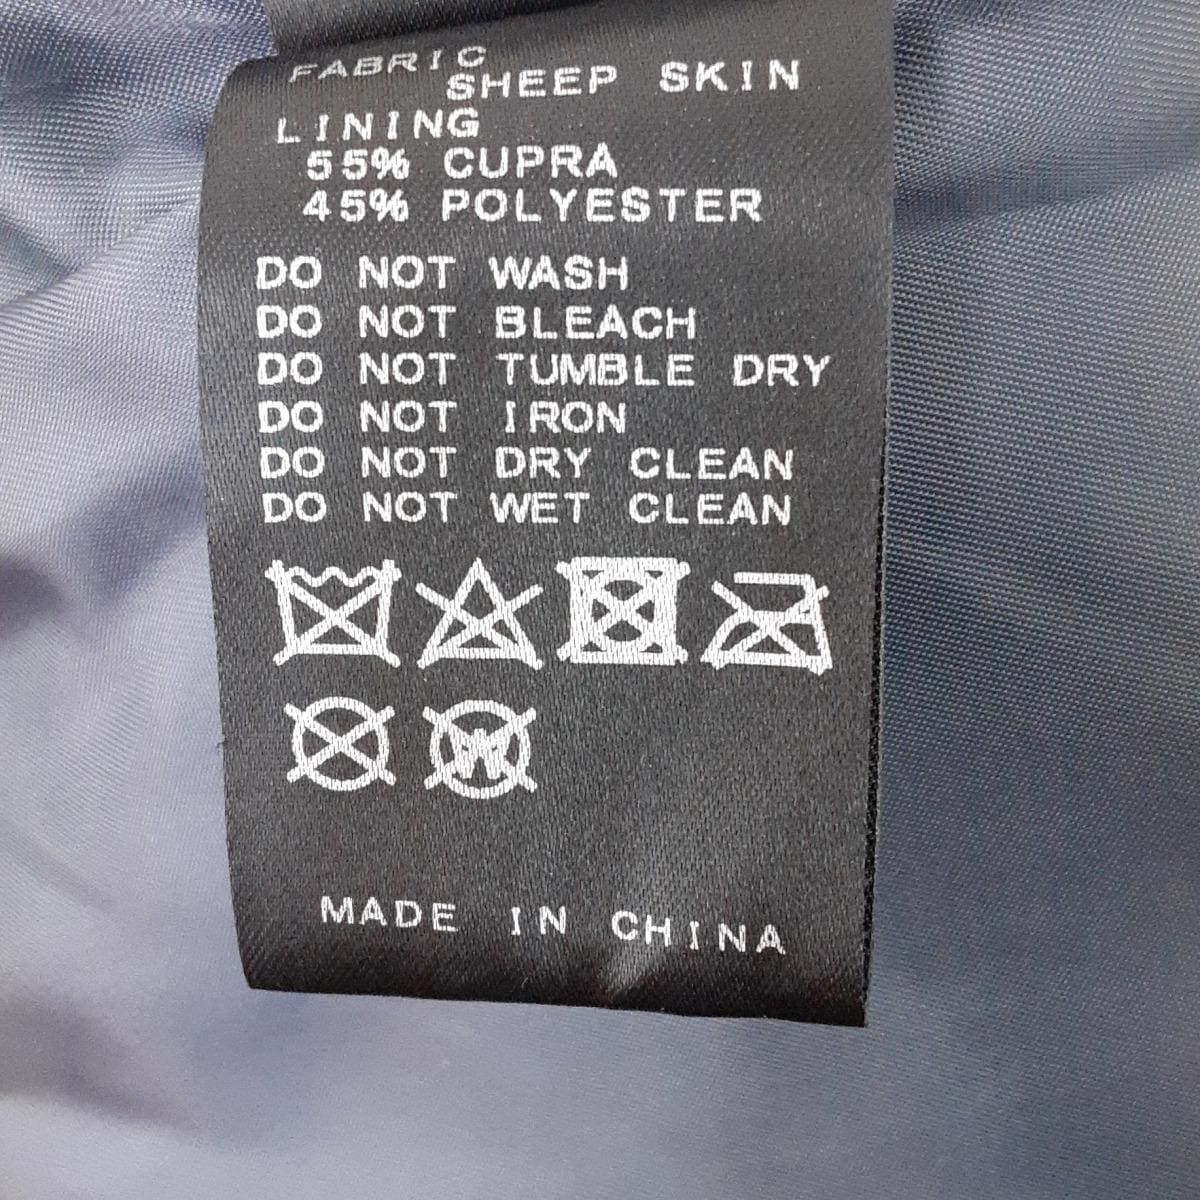 FABRIC
SHEEP SKIN
LINING
55% CUPRA
45% POLYESTER
DO NOT WASH
DO NOT BLEACH
DO NOT TUMBLE DRY
DO NOT IRON
DO NOT DRY CLEAN
DO NOT WET CLEAN
W
MADE IN CHINA